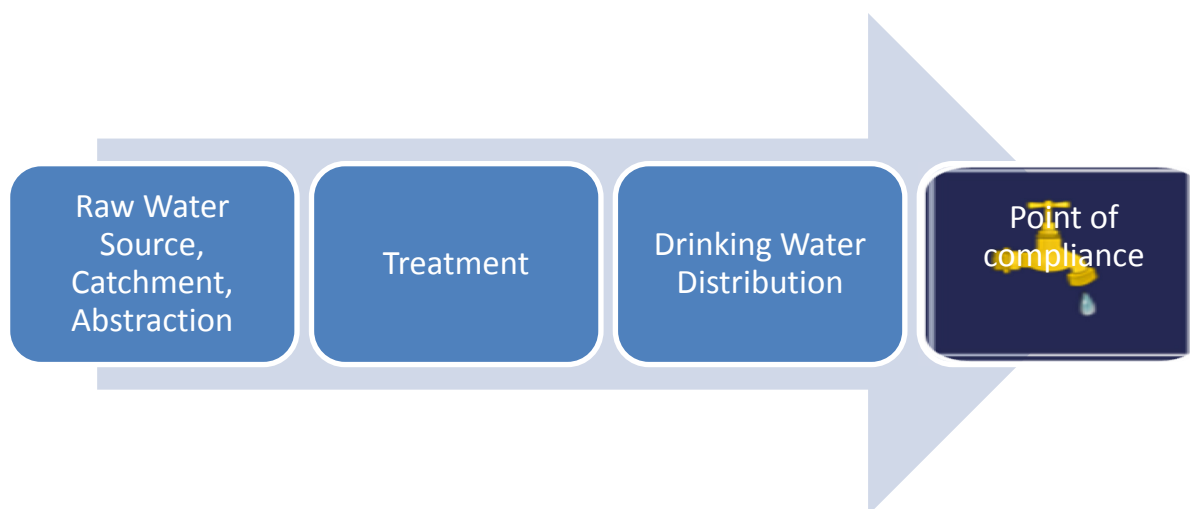 Raw Water
Source,
Catchment,
Abstraction
Treatment
Drinking Water
Distribution
Point of
compliance